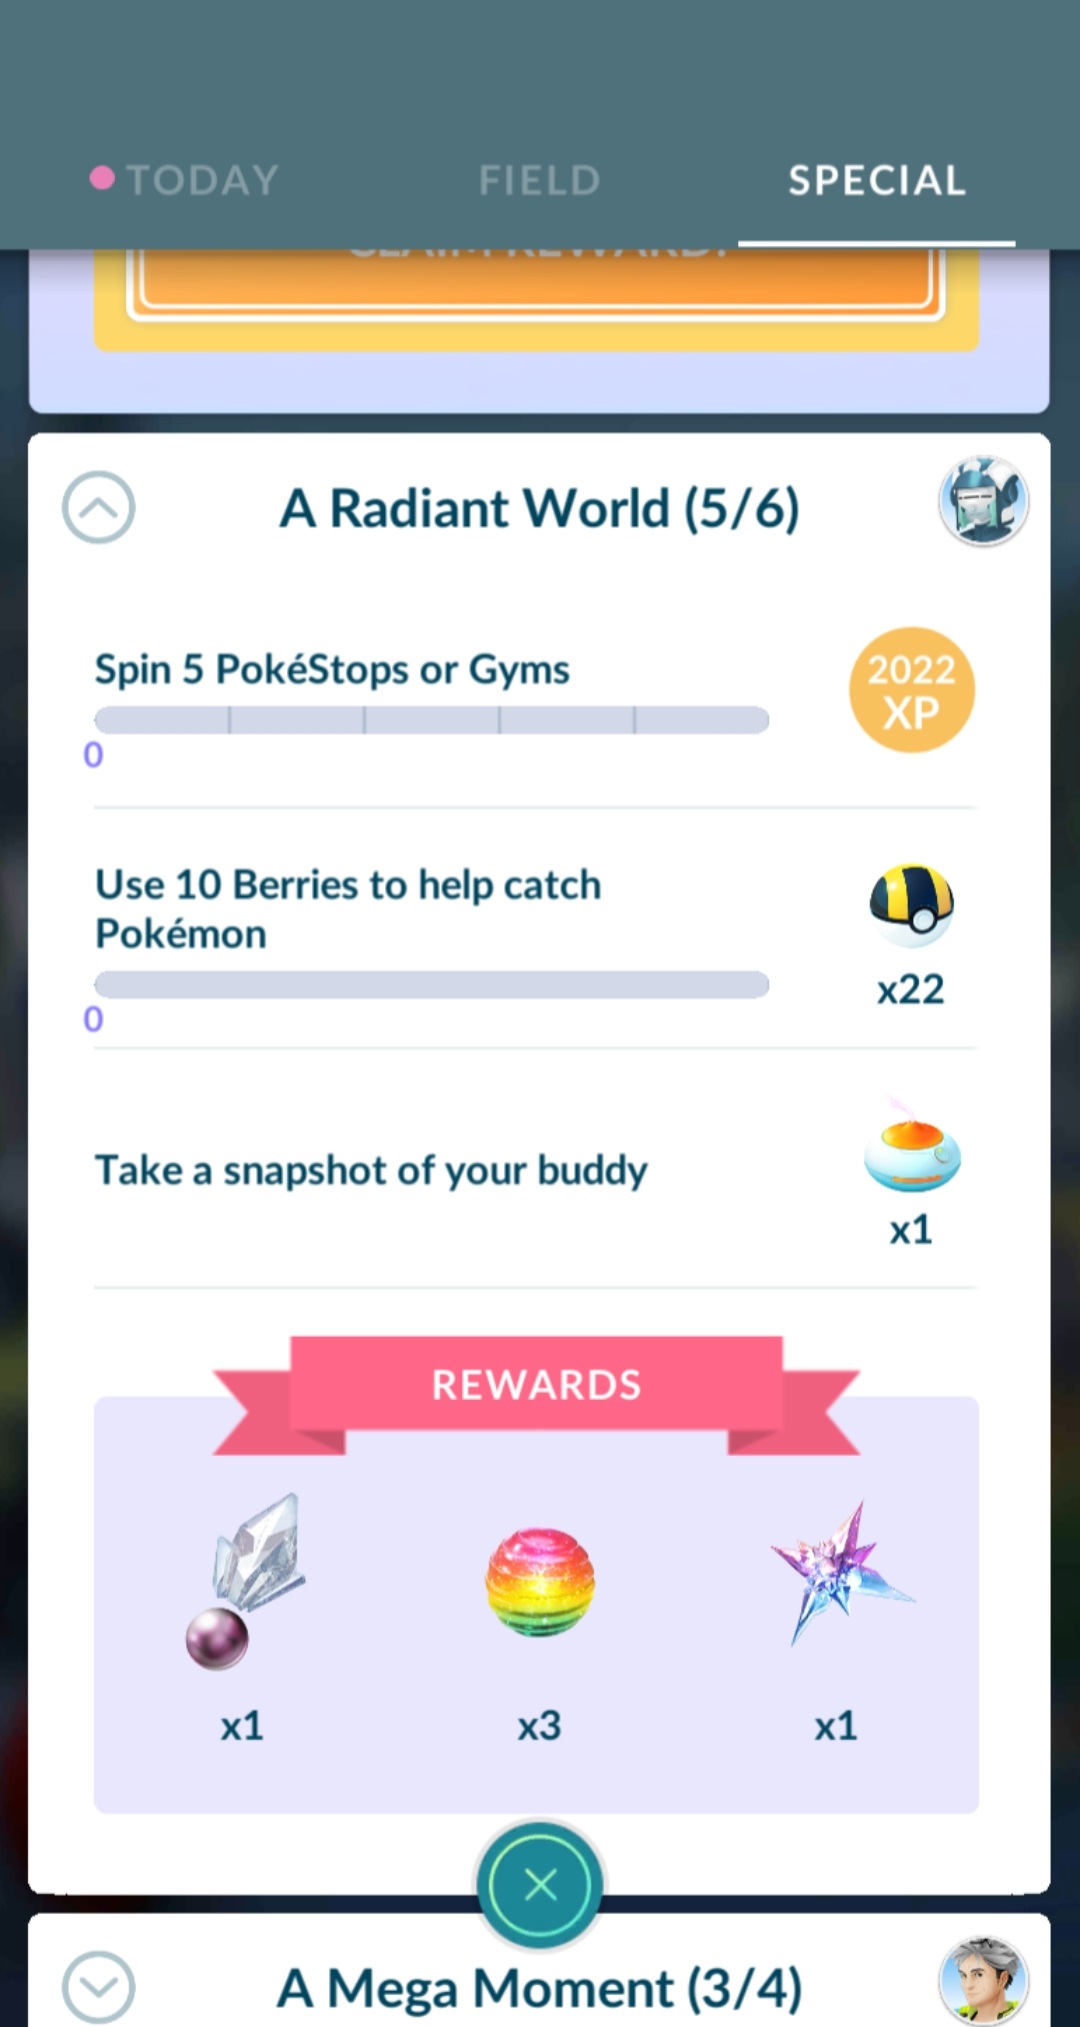 TODAY
FIELD
SPECIAL
CLAIM REWARD!
A Radiant World (5/6)
Spin 5 PokéStops or Gyms
0
2022
XP
Use 10 Berries to help catch
Pokémon
0
x22
Take a snapshot of your buddy
x1
REWARDS
x1
x3
x1
A Mega Moment (3/4)